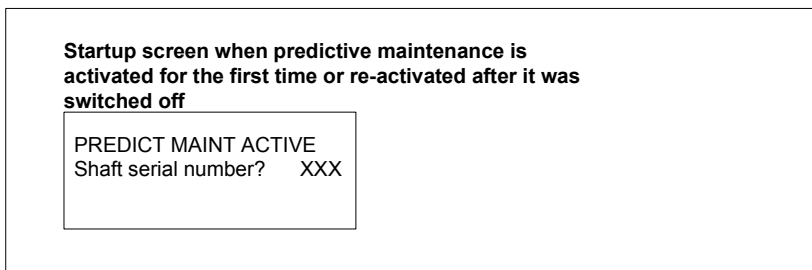 Startup screen when predictive maintenance is
activated for the first time or re-activated after it was
switched off
PREDICT MAINT ACTIVE
Shaft serial number? XXX